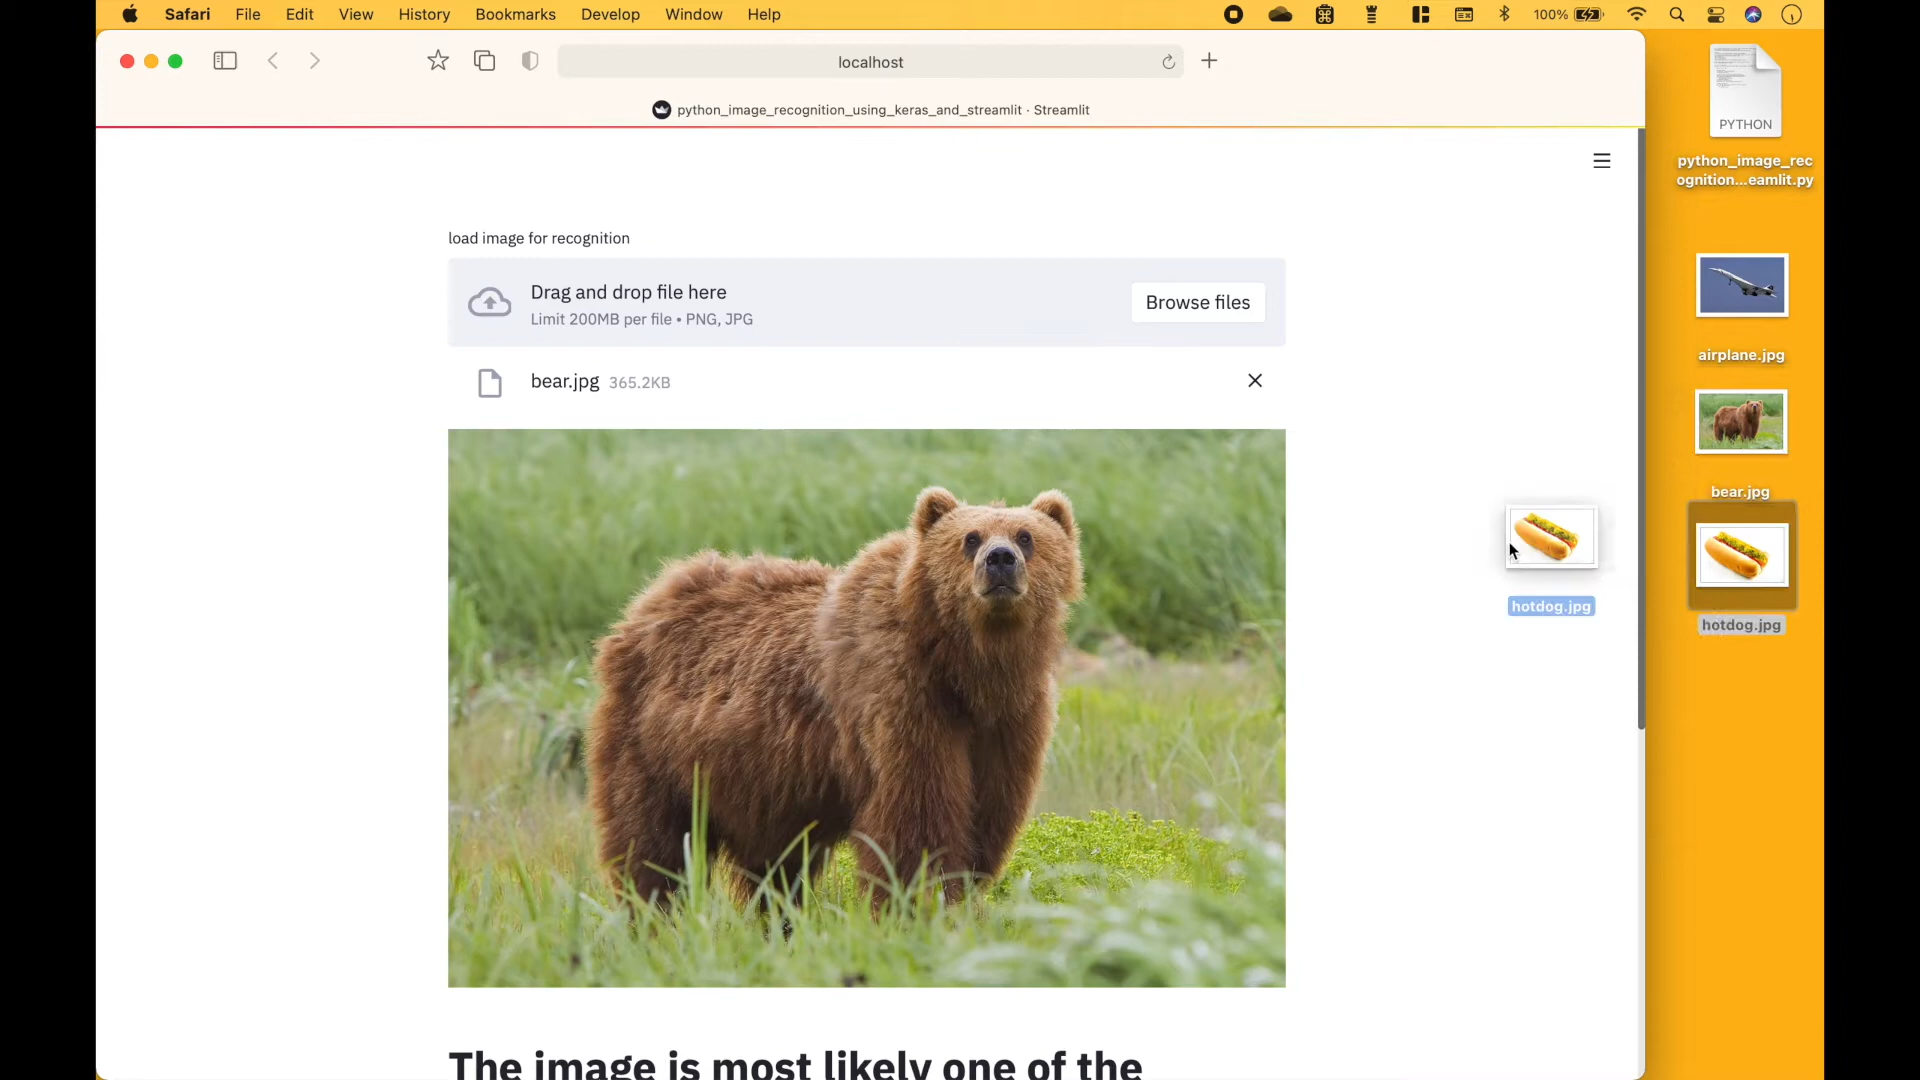 Safari File Edit View History Bookmarks Develop Window Help 100%
localhost
python_image_recognition_using_keras_and_streamlit · Streamlit
load image for recognition
Drag and drop file here
Limit 200MB per file • PNG, JPG
Browse files
bear.jpg 365.2KB
The image is most likely one of the
hotdog.jpg
PYTHON
python_image_rec
ognition...eamlit.py
airplane.jpg
bear.jpg
hotdog.jpg